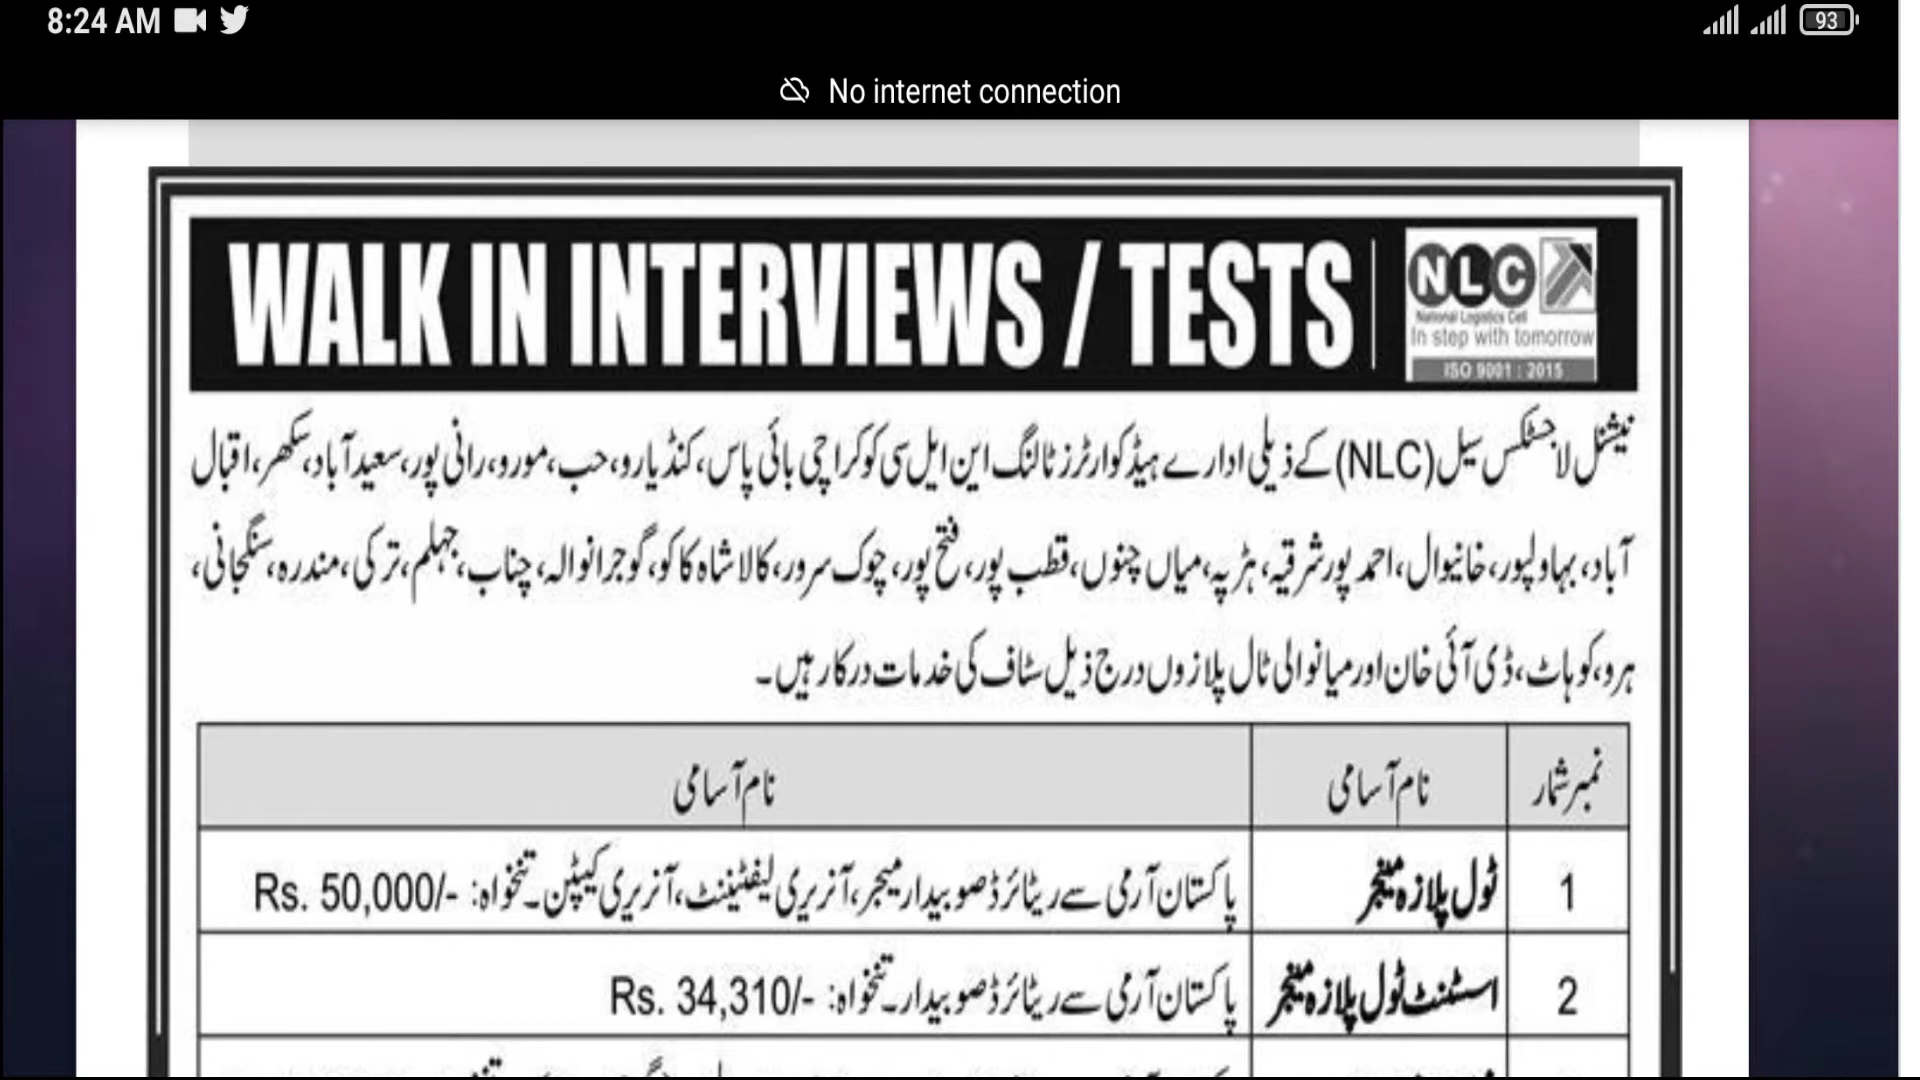 8:24 AM
93
No internet connection
WALK IN INTERVIEWS / TESTS
NLC
National Logistics Cell
In step with tomorrow
ISO 9001 : 2015
نیشنل لاجسٹکس سیل (NLC) کے ذیلی ادارے ہیڈکوارٹرز ٹالنگ این ایل سی کو کراچی بائی پاس، کنڈیارو، حب، مورو، رانی پور، سعیدآباد، سکھر، اقبال
آباد، بہاولپور، خانیوال، احمد پور شرقیہ، ہڑپہ، میاں چنوں، قطب پور، فتح پور، چوک سرور، کالا شاہ کاکو، گوجرانوالہ، چناب، جہلم، ترکی، مندرہ، سنگجانی،
ہرو، کوہاٹ، ڈی آئی خان اور میانوالی ٹال پلازوں درج ذیل سٹاف کی خدمات درکار ہیں۔
نمبر شمار نام آسامی نام آسامی
1 ٹول پلازہ مینجر پاکستان آرمی سے ریٹائرڈ صوبیدار میجر، آنریری لیفٹیننٹ، آنریری کیپٹن۔ تنخواہ: Rs. 50,000/-
2 اسسٹنٹ ٹول پلازہ مینجر پاکستان آرمی سے ریٹائرڈ صوبیدار۔ تنخواہ: Rs. 34,310/-